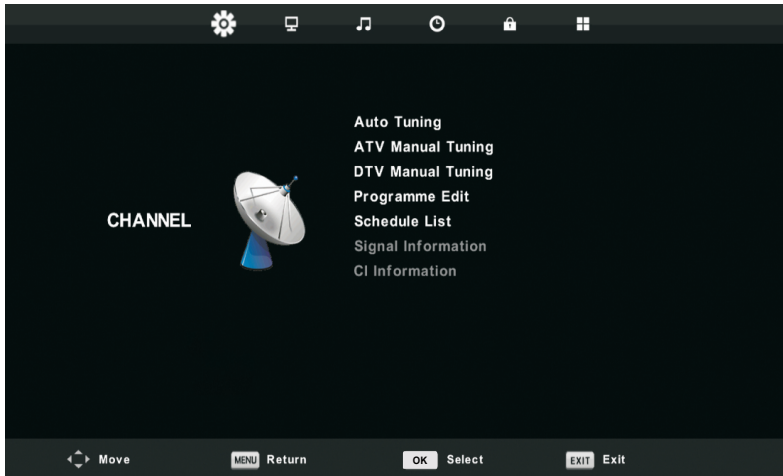 Auto Tuning
ATV Manual Tuning
DTV Manual Tuning
Programme Edit
CHANNEL
Schedule List
Signal Information
CI Information
Move MENU Return OK Select EXIT Exit